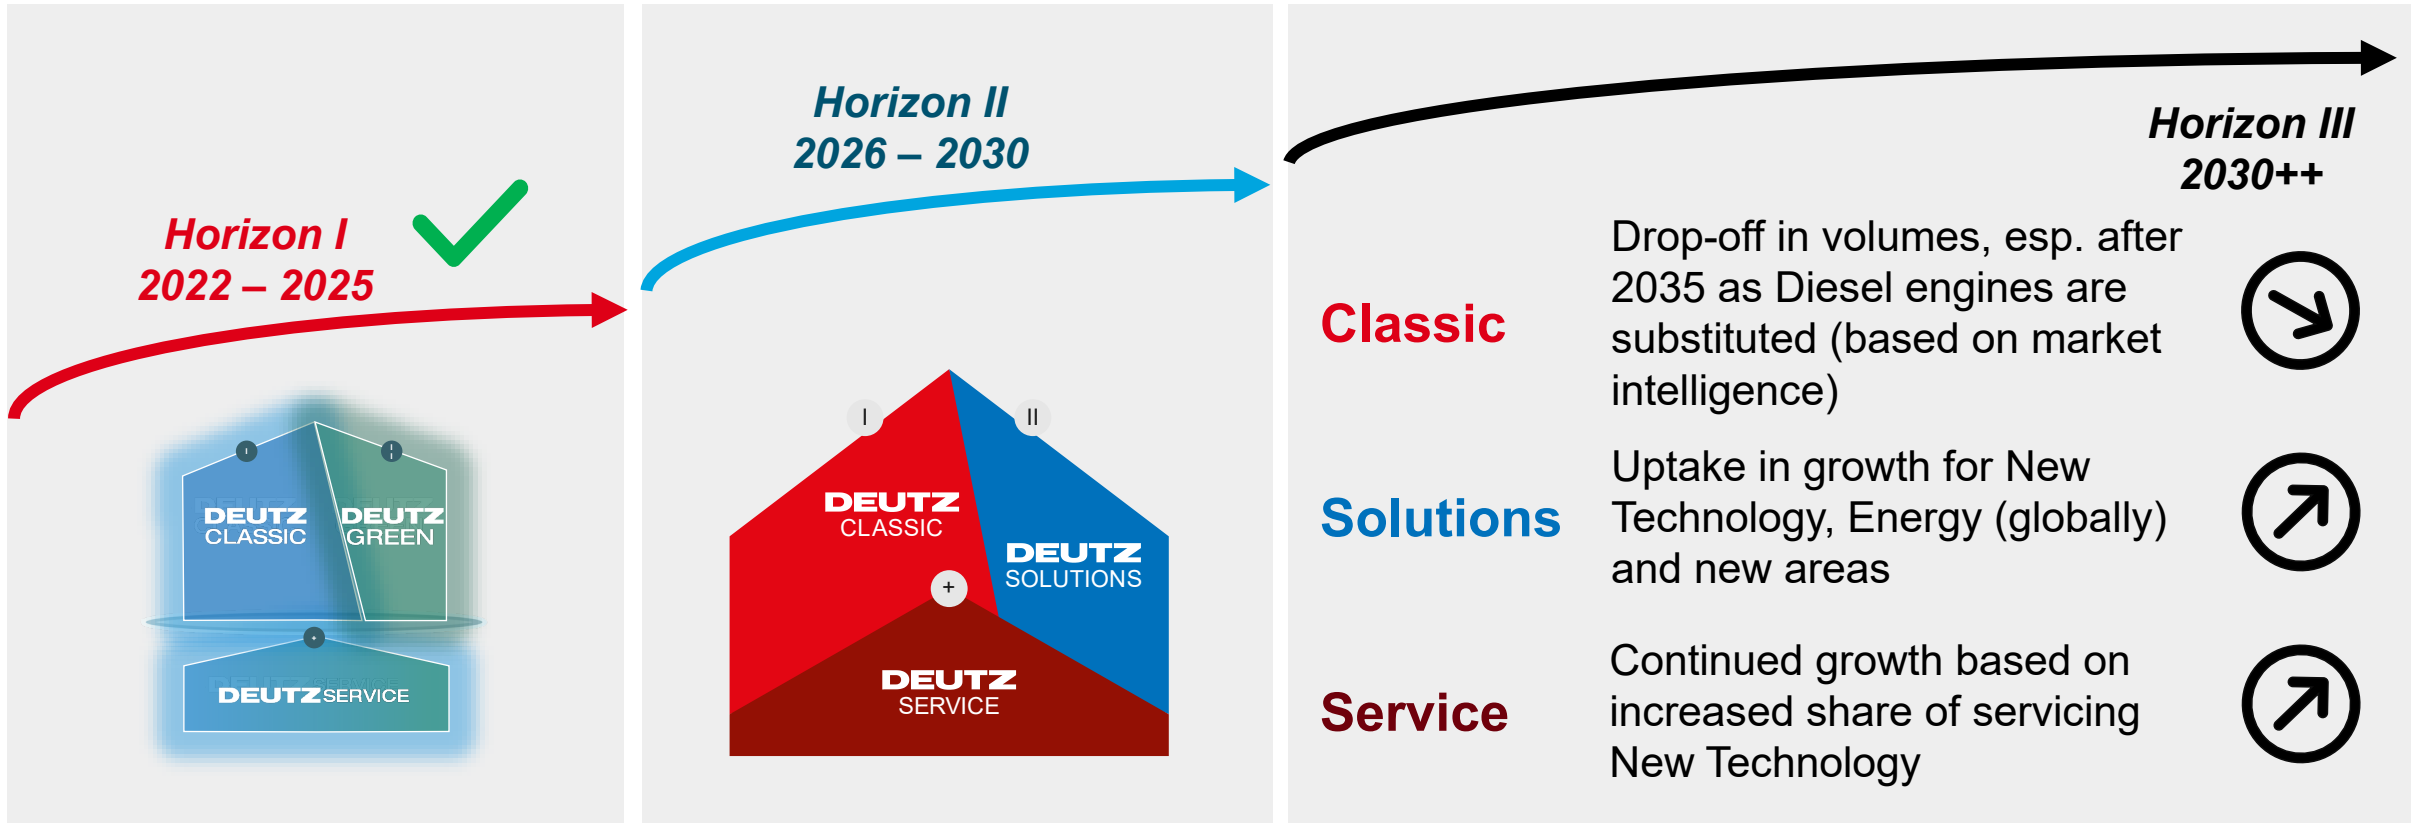 Horizon I
2022 – 2025
I
II
DEUTZ
CLASSIC
DEUTZ
GREEN
+
DEUTZ SERVICE
Horizon II
2026 – 2030
I
II
DEUTZ
CLASSIC
DEUTZ
SOLUTIONS
+
DEUTZ
SERVICE
Horizon III
2030++
Classic
Drop-off in volumes, esp. after
2035 as Diesel engines are
substituted (based on market
intelligence)
Solutions
Uptake in growth for New
Technology, Energy (globally)
and new areas
Service
Continued growth based on
increased share of servicing
New Technology